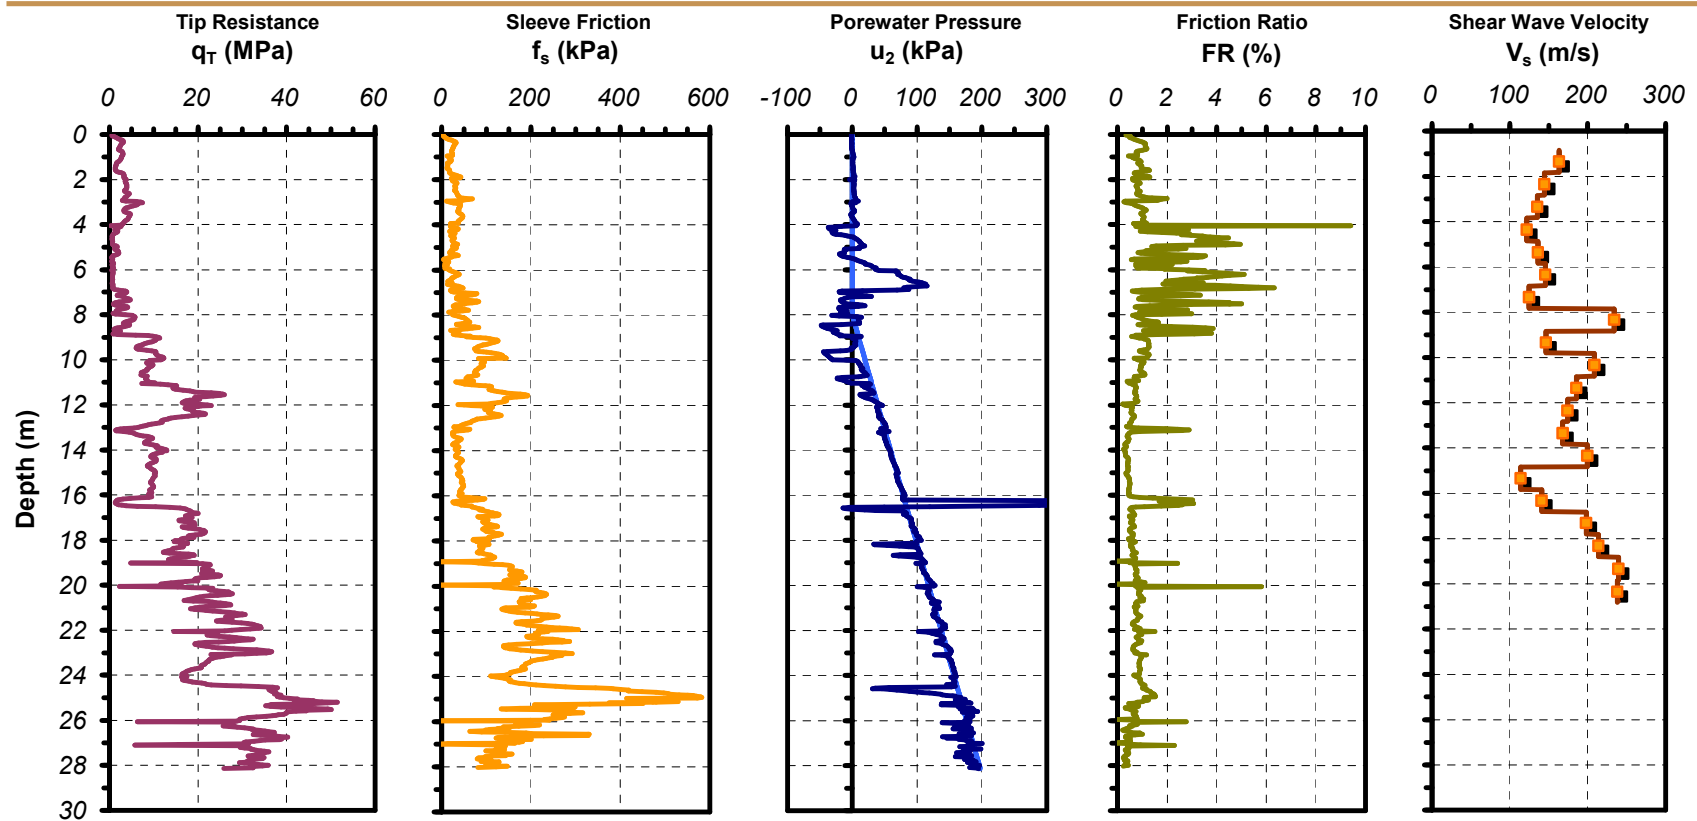 Tip Resistance
qT (MPa)
Sleeve Friction
fs (kPa)
Porewater Pressure
u2 (kPa)
Friction Ratio
FR (%)
Shear Wave Velocity
Vs (m/s)
0 20 40 60
0 200 400 600
-100 0 100 200 300
0 2 4 6 8 10
0 100 200 300
Depth (m)
0
2
4
6
8
10
12
14
16
18
20
22
24
26
28
30